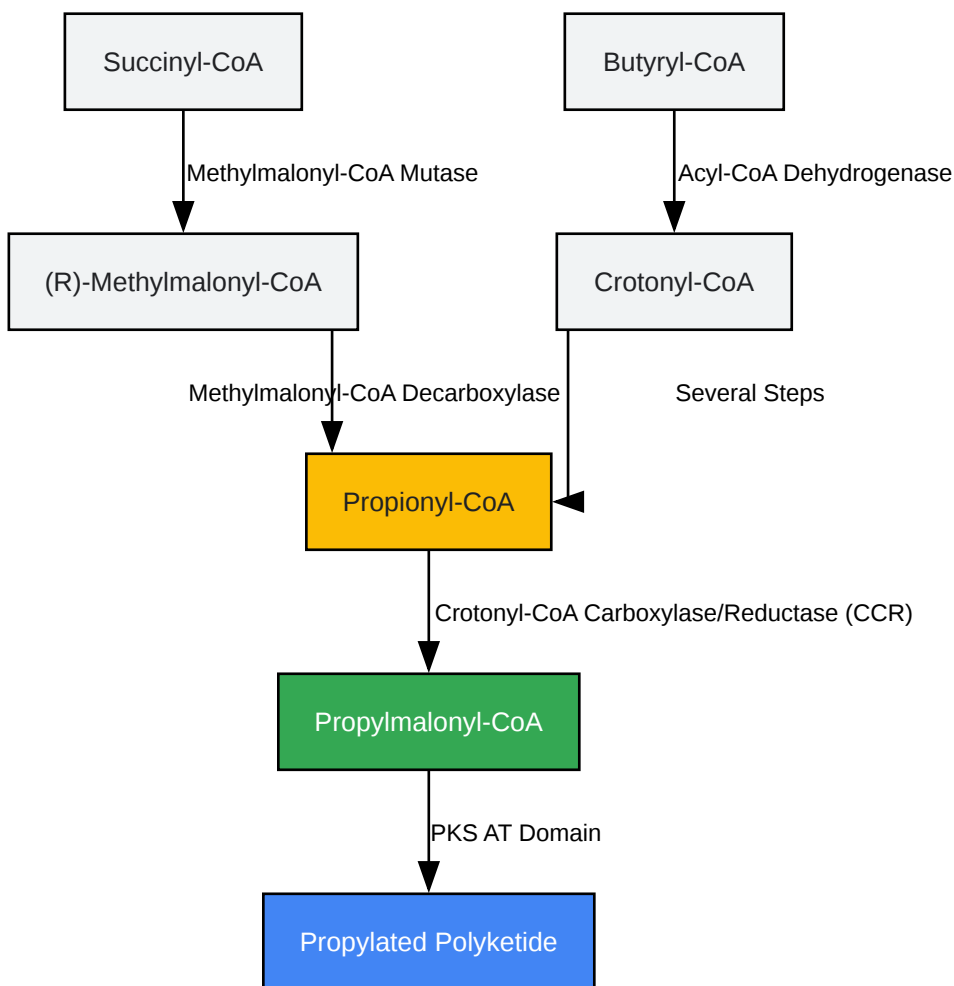 Succinyl-CoA
Butyryl-CoA
Methylmalonyl-CoA Mutase
Acyl-CoA Dehydrogenase
(R)-Methylmalonyl-CoA
Crotonyl-CoA
Methylmalonyl-CoA Decarboxylase
Several Steps
Propionyl-CoA
Crotonyl-CoA Carboxylase/Reductase (CCR)
Propylmalonyl-CoA
PKS AT Domain
Propylated Polyketide